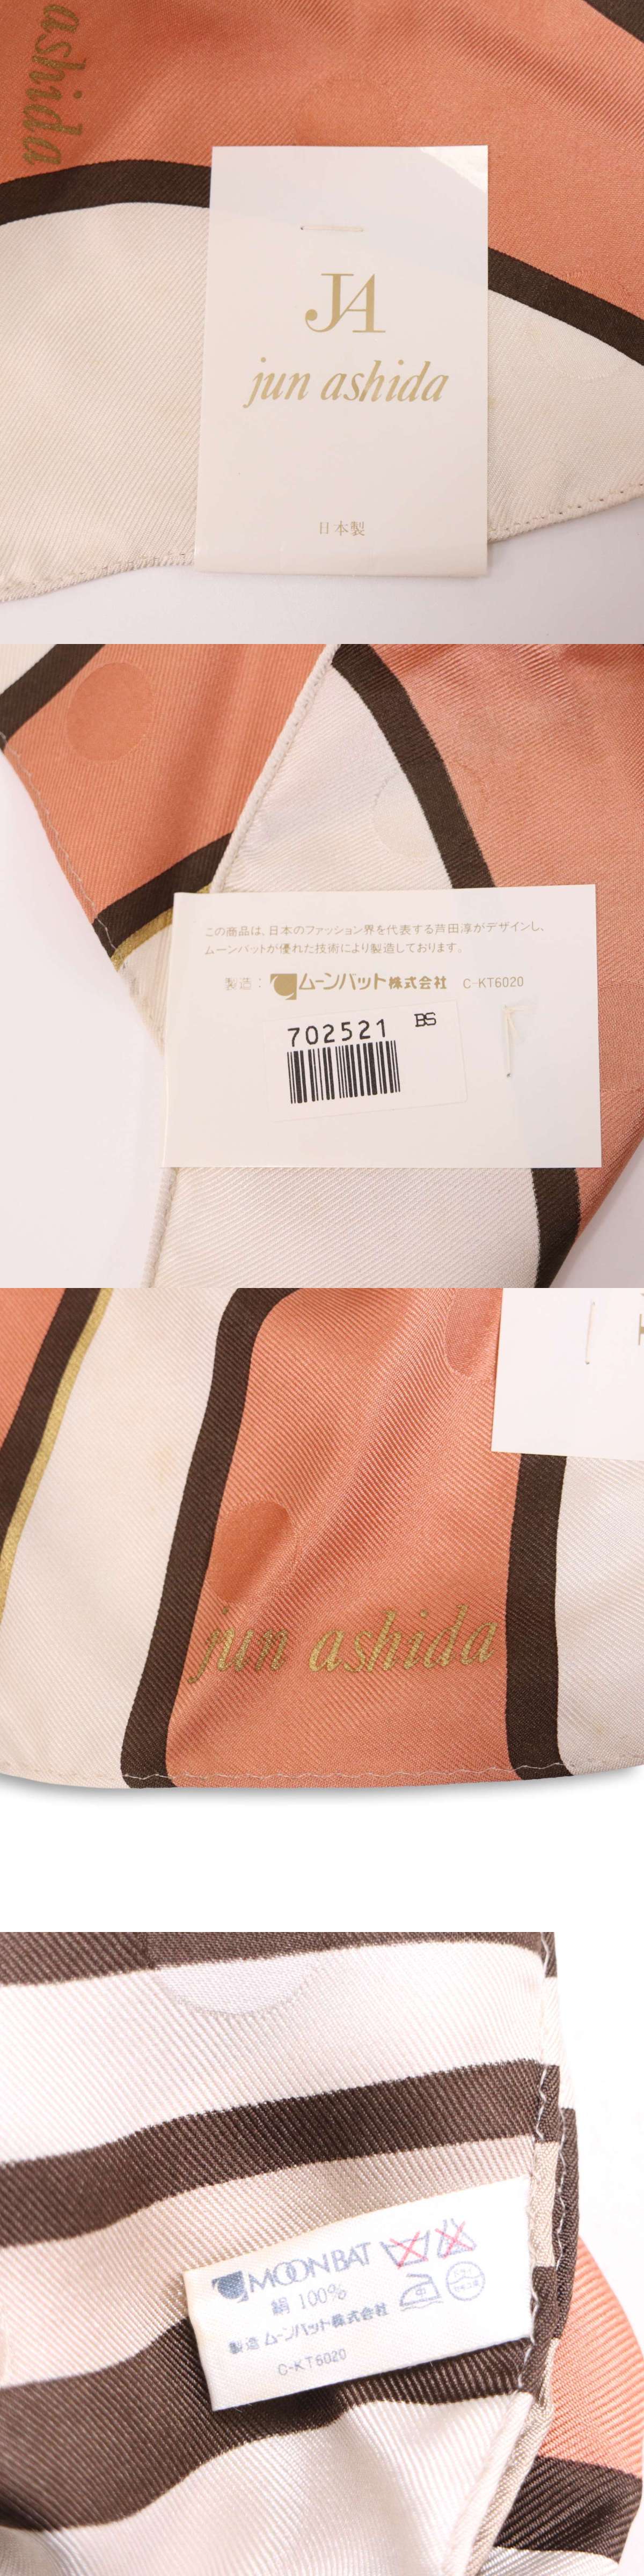 ashida
JA
jun ashida
日本製
この商品は、日本のファッション界を代表する芦田淳がデザインし、
ムーンバットが優れた技術により製造しております。
製造：ムーンバット株式会社 C-KT6020
702521 BS
jun ashida
MOONBAT
絹 100%
製造 ムーンバット株式会社
中
C-KT6020